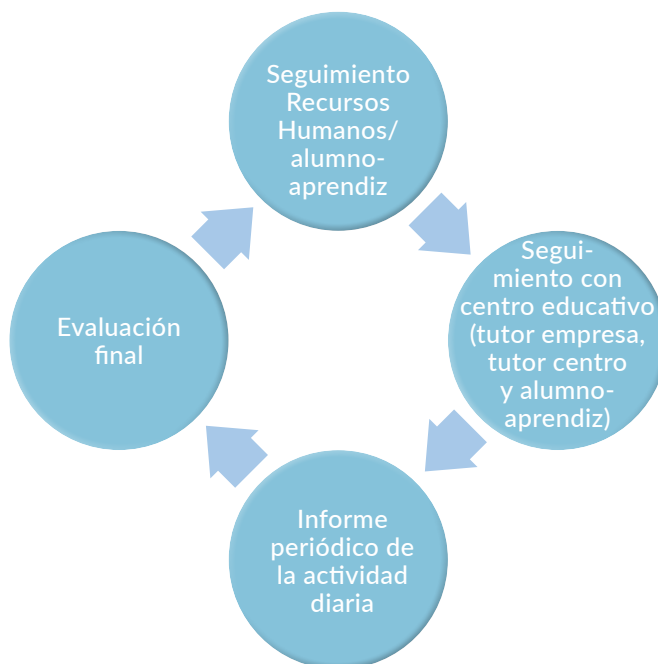 Seguimiento
Recursos
Humanos/
alumno-
aprendiz
Segui-
miento con
centro educativo
(tutor empresa,
tutor centro
y alumno-
aprendiz)
Informe
periódico de
la actividad
diaria
Evaluación
final